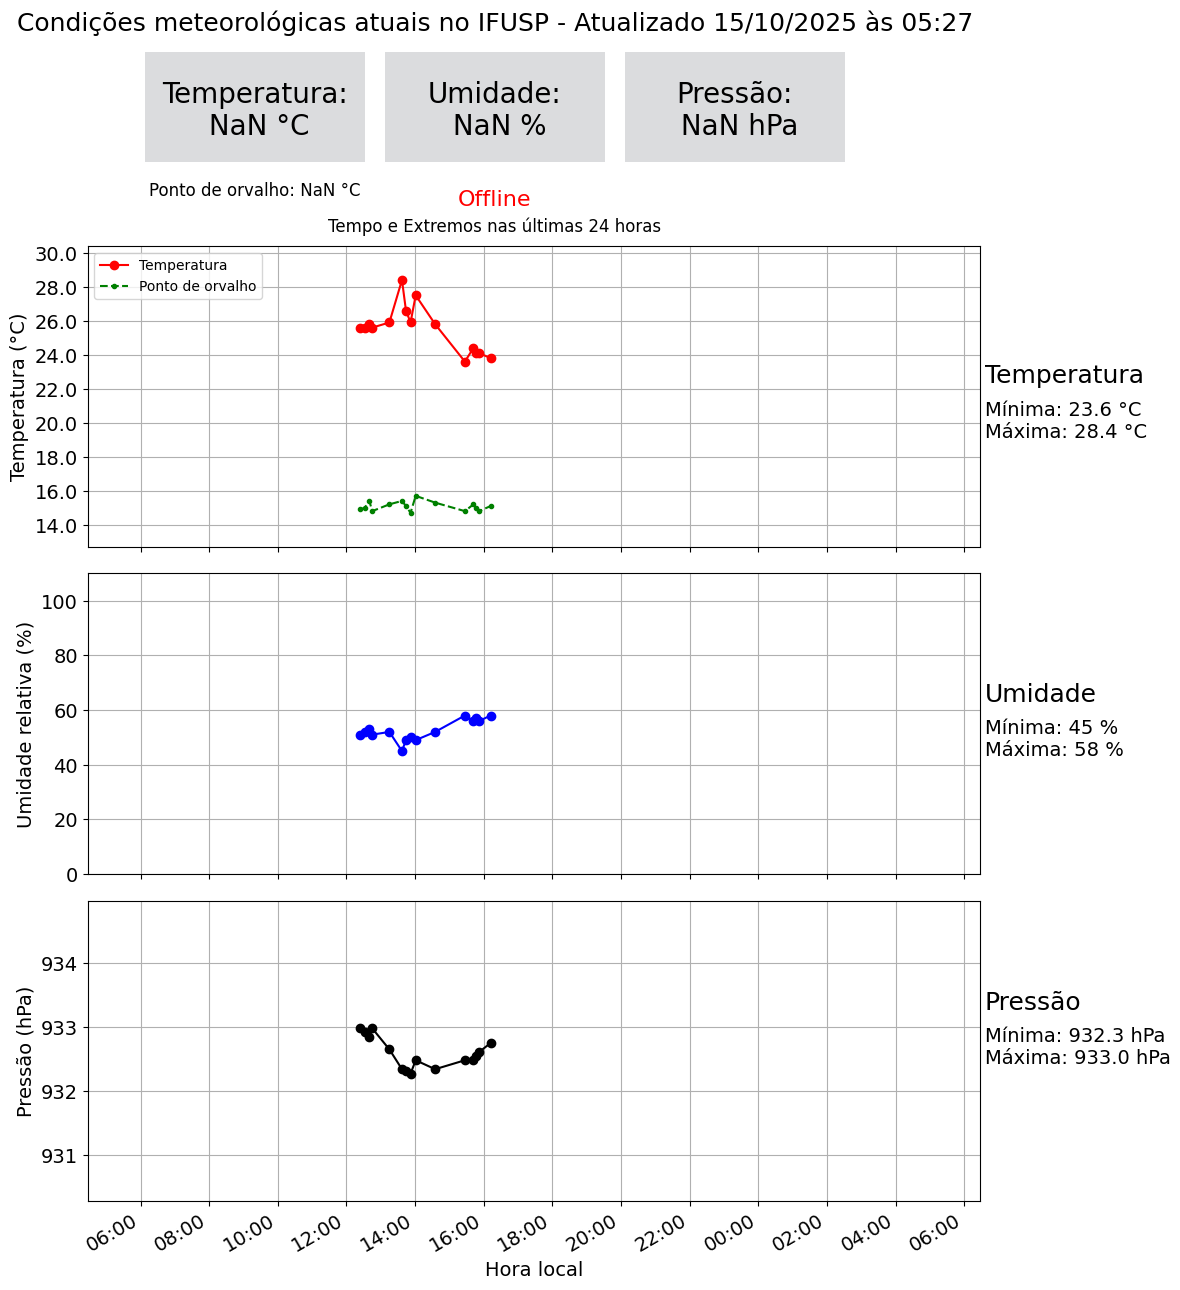 Condições meteorológicas atuais no IFUSP - Atualizado 15/10/2025 às 05:27
Temperatura:
NaN °C
Umidade:
NaN %
Pressão:
NaN hPa
Ponto de orvalho: NaN °C
Offline
Tempo e Extremos nas últimas 24 horas
Temperatura (°C)
30.0
28.0
26.0
24.0
22.0
20.0
18.0
16.0
14.0
Temperatura
Ponto de orvalho
Temperatura
Mínima: 23.6 °C
Máxima: 28.4 °C
Umidade relativa (%)
100
80
60
40
20
0
Umidade
Mínima: 45 %
Máxima: 58 %
Pressão (hPa)
934
933
932
931
Pressão
Mínima: 932.3 hPa
Máxima: 933.0 hPa
06:00 08:00 10:00 12:00 14:00 16:00 18:00 20:00 22:00 00:00 02:00 04:00 06:00
Hora local